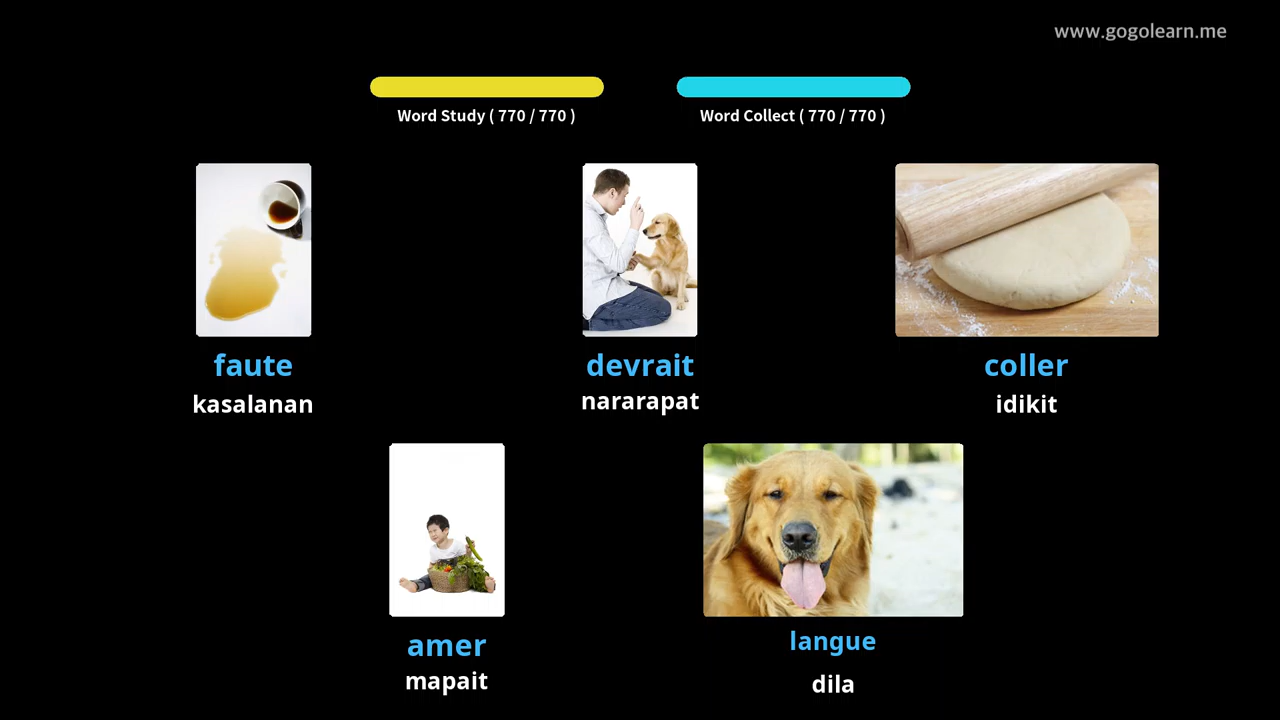 www.gogolearn.me
Word Study ( 770 / 770 )
Word Collect ( 770 / 770 )
faute
kasalanan
devrait
nararapat
coller
idikit
amer
mapait
langue
dila